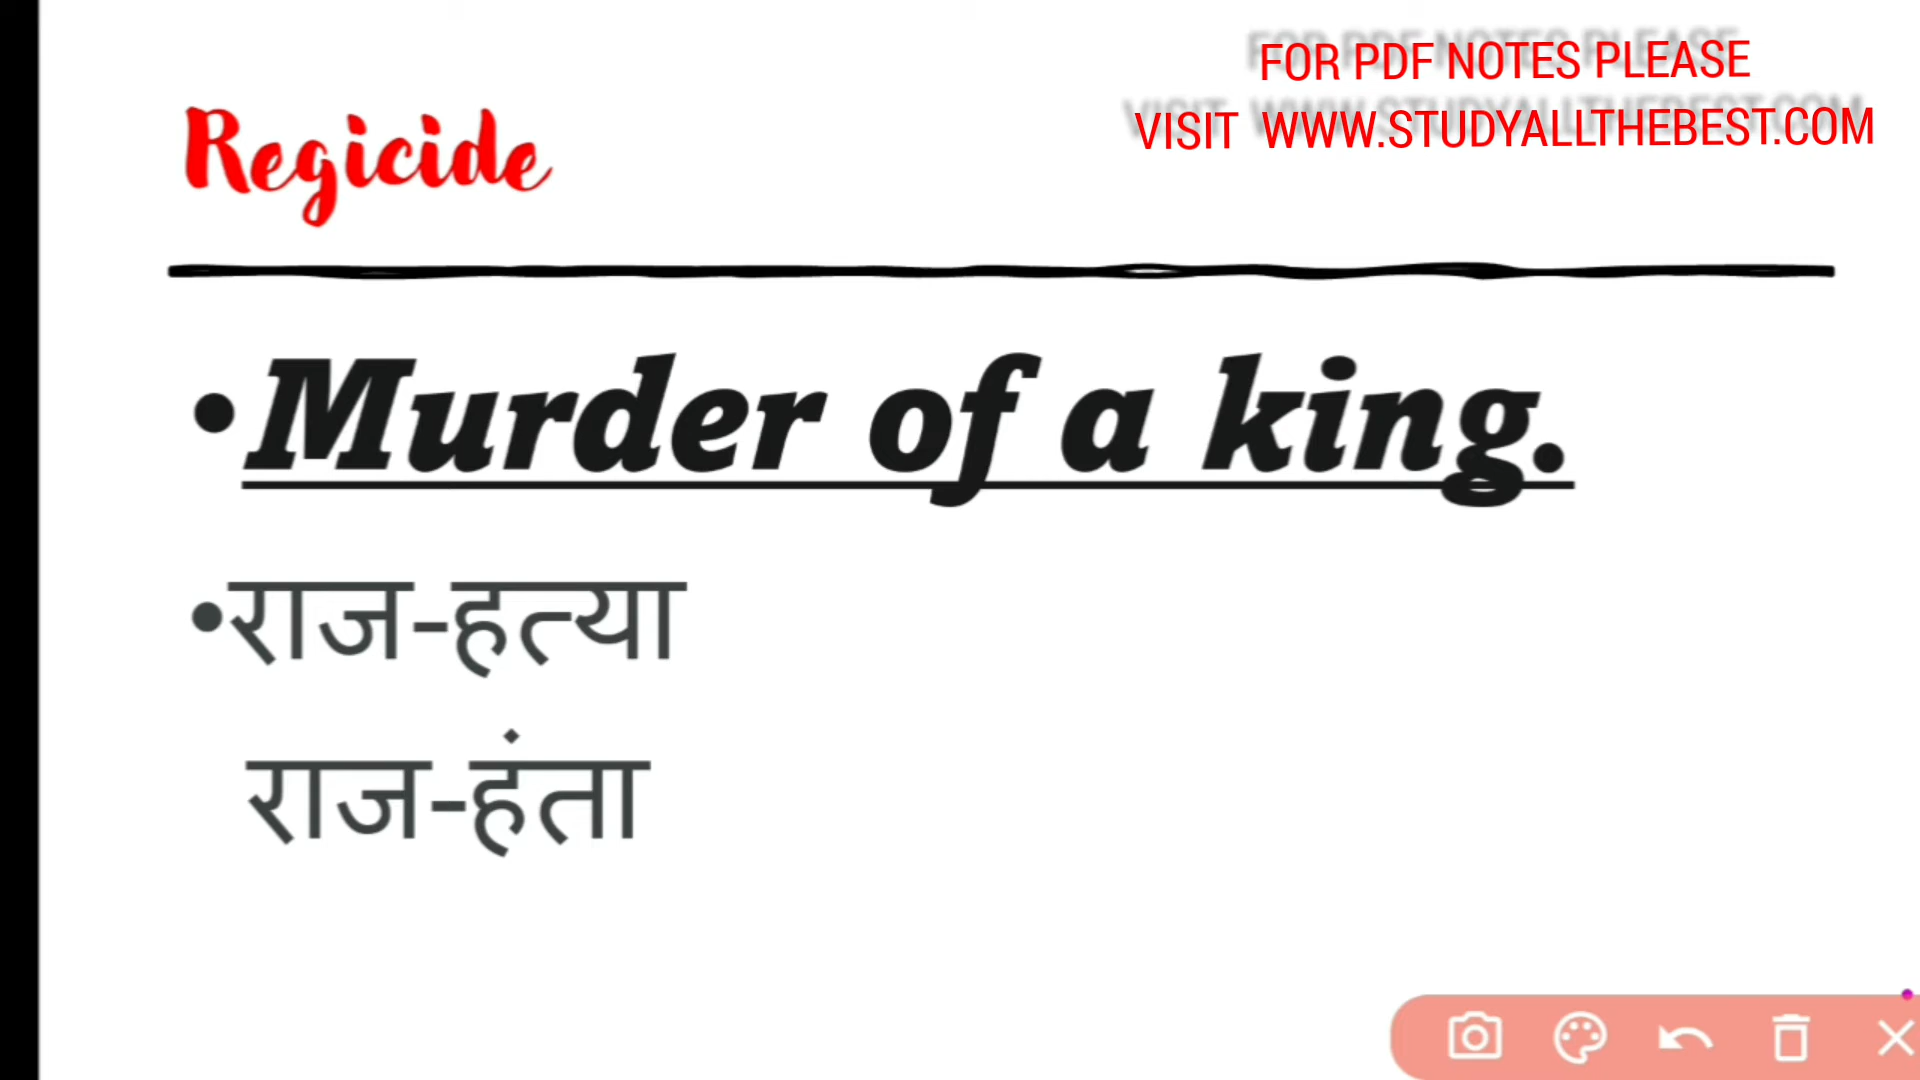 FOR PDF NOTES PLEASE
VISIT WWW.STUDYALLTHEBEST.COM
Regicide
•Murder of a king.
•राज-हत्या
राज-हंता